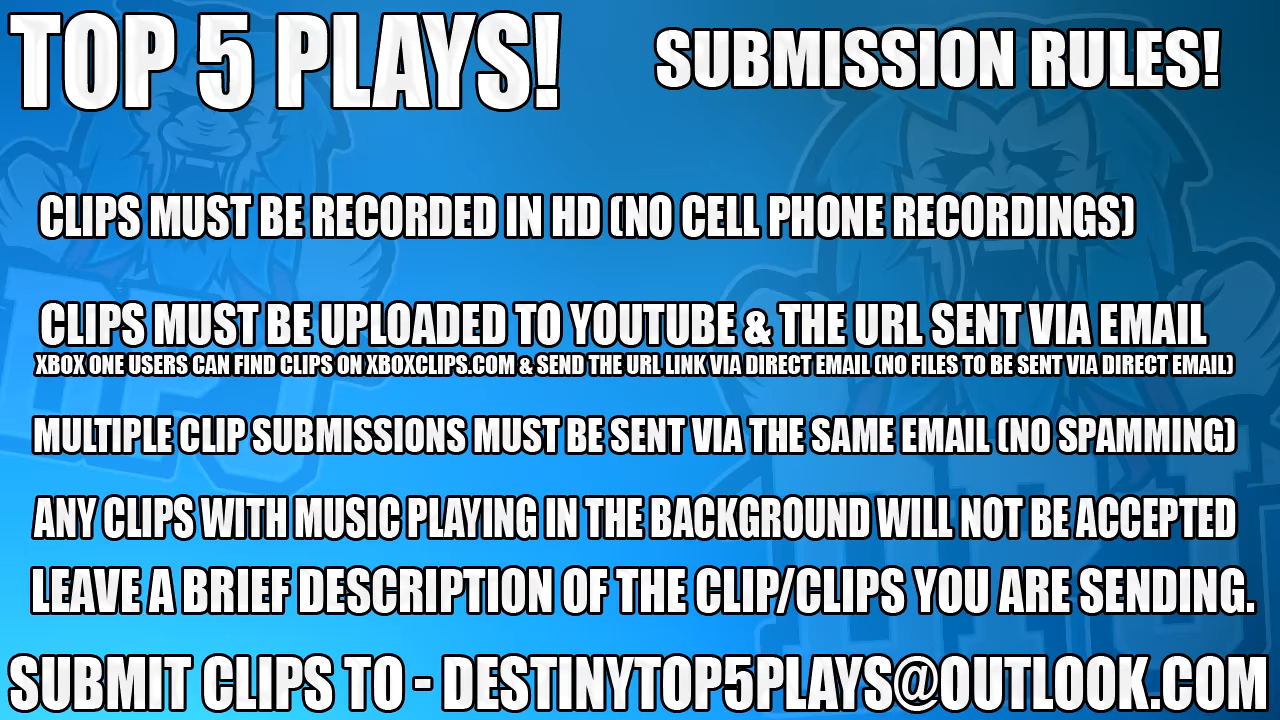 TOP 5 PLAYS!
SUBMISSION RULES!
CLIPS MUST BE RECORDED IN HD (NO CELL PHONE RECORDINGS)
CLIPS MUST BE UPLOADED TO YOUTUBE & THE URL SENT VIA EMAIL
XBOX ONE USERS CAN FIND CLIPS ON XBOXCLIPS.COM & SEND THE URL LINK VIA DIRECT EMAIL (NO FILES TO BE SENT VIA DIRECT EMAIL)
MULTIPLE CLIP SUBMISSIONS MUST BE SENT VIA THE SAME EMAIL (NO SPAMMING)
ANY CLIPS WITH MUSIC PLAYING IN THE BACKGROUND WILL NOT BE ACCEPTED
LEAVE A BRIEF DESCRIPTION OF THE CLIP/CLIPS YOU ARE SENDING.
SUBMIT CLIPS TO - DESTINYTOP5PLAYS@OUTLOOK.COM